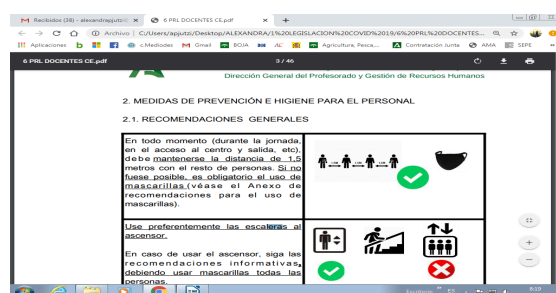 Recibidos (38) - alexandrapjutzi
6 PRL DOCENTES CE.pdf
Archivo | C:/Users/apjutzi/Desktop/ALEXANDRA/1%20LEGISLACION%20COVID%2019/6%20PRL%20DOCENTES...
Aplicaciones
c.Mediodes
Gmail
BOJA
Agricultura, Pesca,...
Contratación Junta
AMA
SEPE
6 PRL DOCENTES CE.pdf
3 / 46
Dirección General del Profesorado y Gestión de Recursos Humanos
2. MEDIDAS DE PREVENCIÓN E HIGIENE PARA EL PERSONAL
2.1. RECOMENDACIONES GENERALES
En todo momento (durante la jornada,
en el acceso al centro y salida, etc),
debe mantenerse la distancia de 1,5
metros con el resto de personas. Si no
fuese posible, es obligatorio el uso de
mascarillas (véase el Anexo de
recomendaciones para el uso de
mascarillas).
Use preferentemente las escaleras al
ascensor.
En caso de usar el ascensor, siga las
recomendaciones informativas,
debiendo usar mascarillas todas las
personas.
Escritorio
ES
8:19